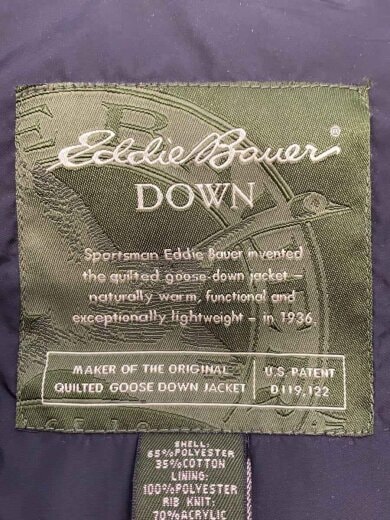 Eddie Bauer®
DOWN
Sportsman Eddie Bauer invented
the quilted goose-down jacket –
naturally warm, functional and
exceptionally lightweight – in 1936
MAKER OF THE ORIGINAL
QUILTED GOOSE DOWN JACKET
U.S. PATENT
D119,122
SHELL:
65%POLYESTER
35%COTTON
LINING:
100%POLYESTER
RIB KNIT:
70%ACRYLIC